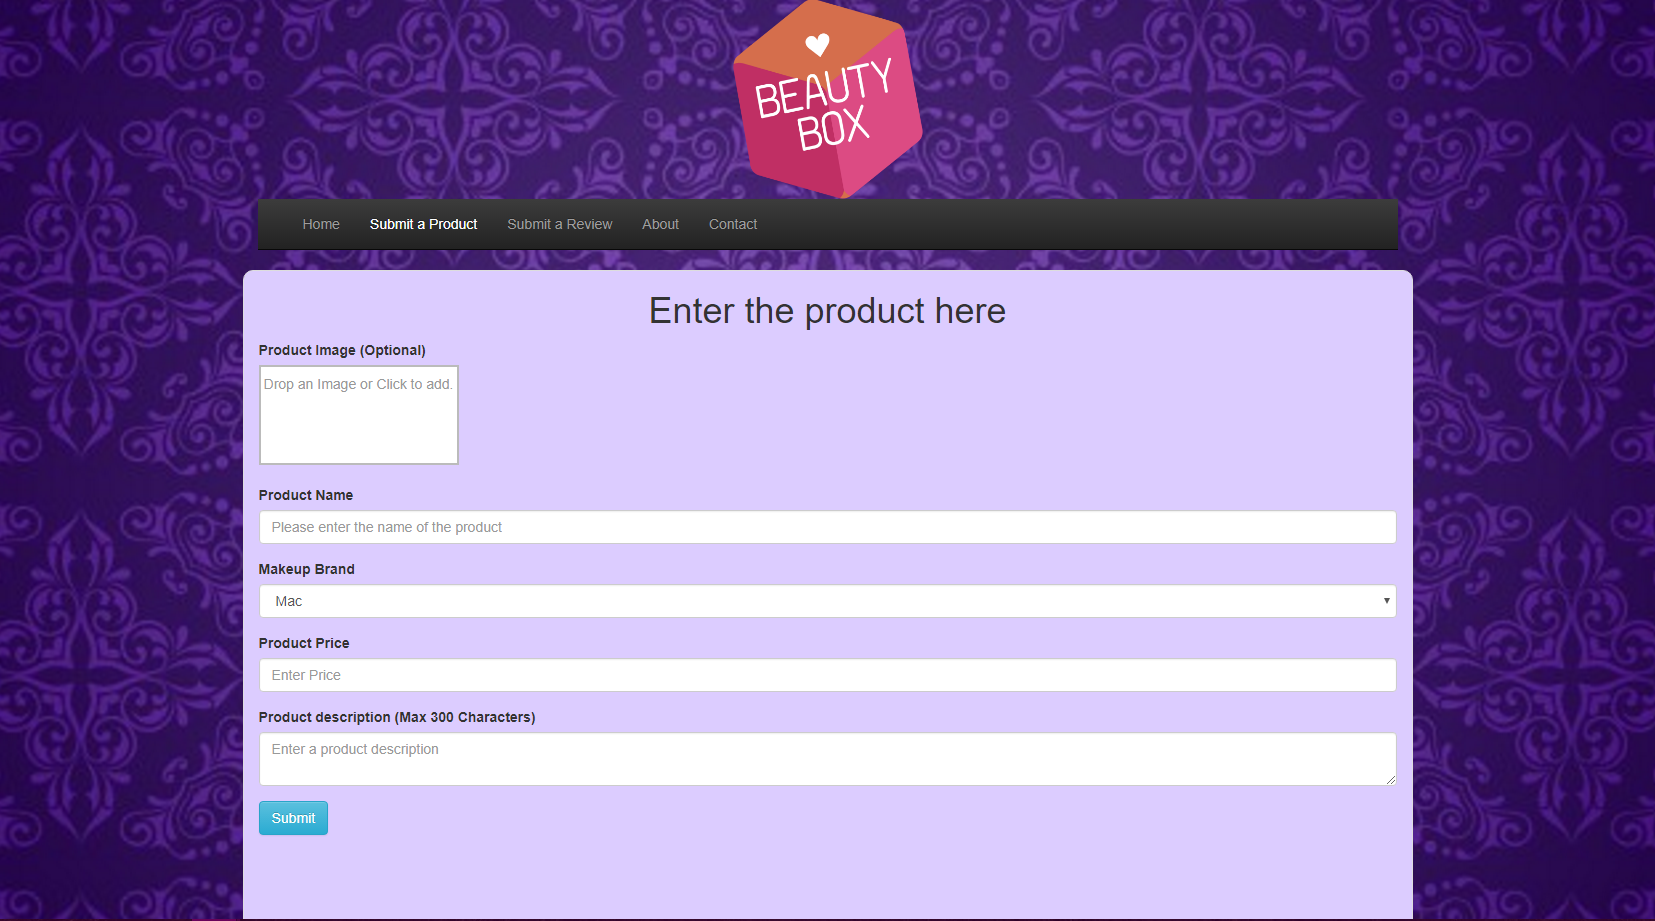 BEAUTY
BOX
Home Submit a Product Submit a Review About Contact
Enter the product here
Product Image (Optional)
Drop an Image or Click to add.
Product Name
Please enter the name of the product
Makeup Brand
Mac
Product Price
Enter Price
Product description (Max 300 Characters)
Enter a product description
Submit